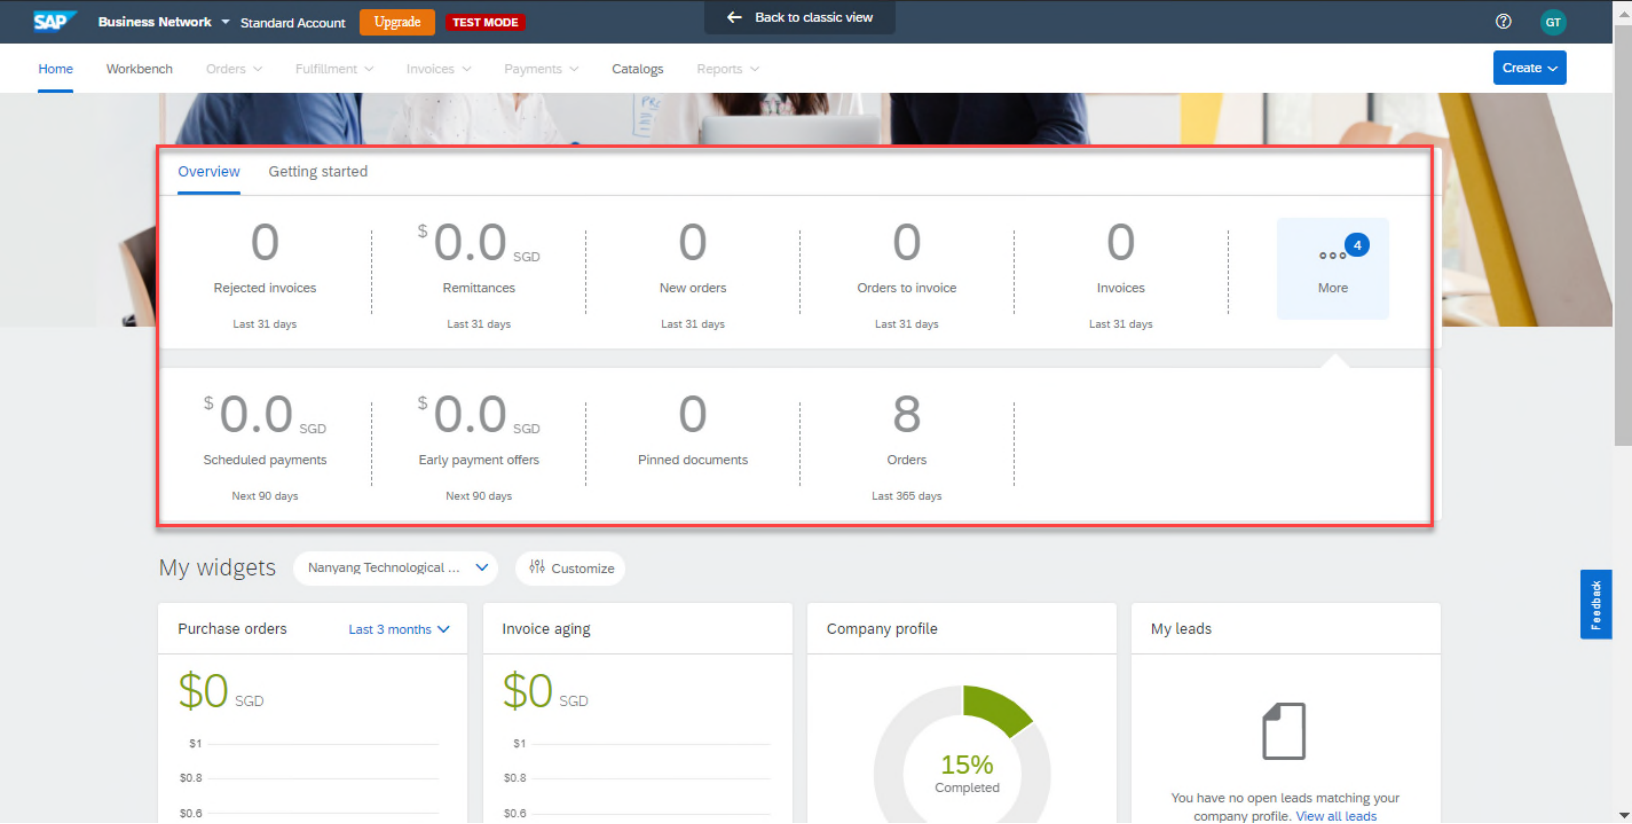 SAP Business Network Standard Account Upgrade TEST MODE Back to classic view GT
Home Workbench Orders Fulfillment Invoices Payments Catalogs Reports Create
Overview Getting started
0 $ 0.0 SGD 0 0 0 4
Rejected invoices Remittances New orders Orders to invoice Invoices More
Last 31 days Last 31 days Last 31 days Last 31 days Last 31 days
$ 0.0 SGD $ 0.0 SGD 0 8
Scheduled payments Early payment offers Pinned documents Orders
Next 90 days Next 90 days Last 365 days
My widgets Nanyang Technological ... Customize
Feedback
Purchase orders Last 3 months Invoice aging Company profile My leads
$0 SGD $0 SGD
$1 $1
15%
$0.8 $0.8 Completed
You have no open leads matching your
$0.6 $0.6 company profile. View all leads